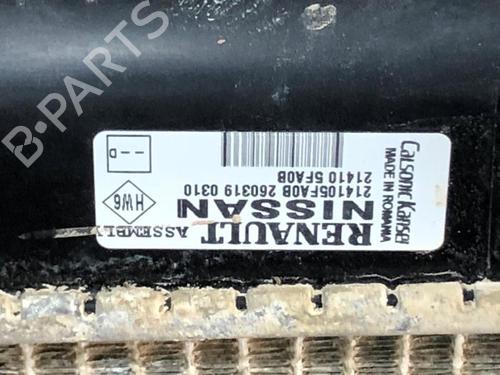 B-PARTS
RENAULT
NISSAN
ASSEMBLY
214105FA0B 260319 0310
21410 5FA0B
Calsonic Kansei
MADE IN ROMANIA
HW6
--D